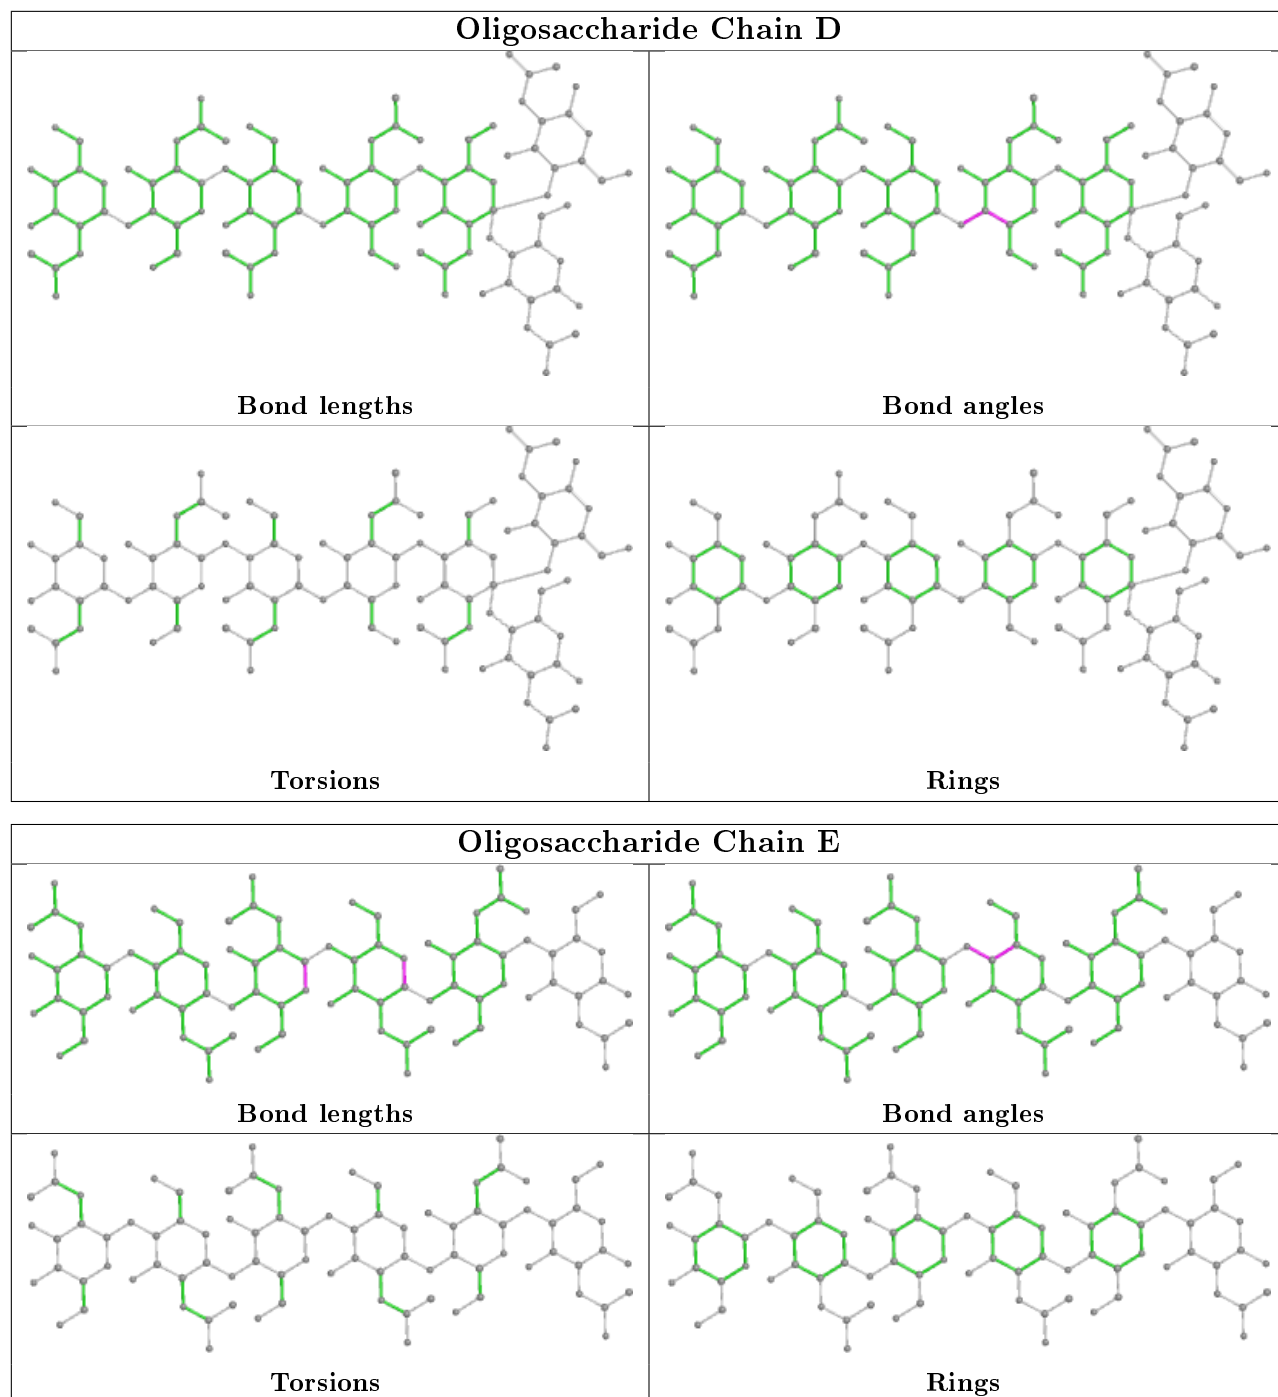 Oligosaccharide Chain D
Bond lengths
Bond angles
Torsions
Rings
Oligosaccharide Chain E
Bond lengths
Bond angles
Torsions
Rings